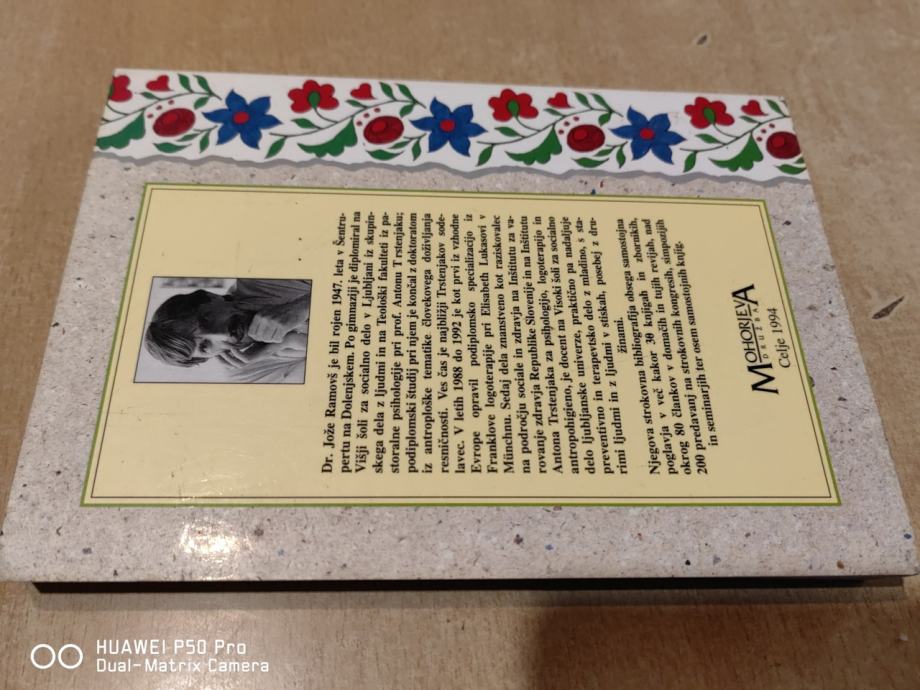 Dr. Jože Ramovš je bil rojen 1947. leta v Šentru-
pertu na Dolenjskem. Po gimnaziji je diplomiral na
Višji šoli za socialno delo v Ljubljani iz skupin-
skega dela z ljudmi in na Teološki fakulteti iz pa-
storalne psihologije pri prof. Antonu Trstenjaku;
podiplomski študij pri njem je končal z doktoratom
iz antropološke tematike človekovega doživljanja
resničnosti. Ves čas je najbližji Trstenjakov sode-
lavec. V letih 1988 do 1992 je kot prvi iz vzhodne
Evrope opravil podiplomsko specializacijo iz
Franklove logoterapije pri Elisabeth Lukasovi v
Münchnu. Sedaj dela znanstveno kot raziskovalec
na področju sociale in zdravja na Inštitutu za va-
rovanje zdravja Republike Slovenije in na Inštitutu
Antona Trstenjaka za psihologijo, logoterapijo in
antropohigieno, je docent na Visoki šoli za socialno
delo ljubljanske univerze, praktično pa nadaljuje
preventivno in terapevtsko delo z mladino, s sta-
rimi ljudmi in z ljudmi v stiskah, posebej z dru-
žinami.
Njegova strokovna bibliografija obsega samostojna
poglavja v več kakor 30 knjigah in zbornikih,
okrog 80 člankov v domačih in tujih revijah, nad
200 predavanj na strokovnih kongresih, simpozijih
in seminarjih ter osem samostojnih knjig.
MOHORJEVA
DRUŽBA
Celje 1994
HUAWEI P50 Pro
Dual-Matrix Camera